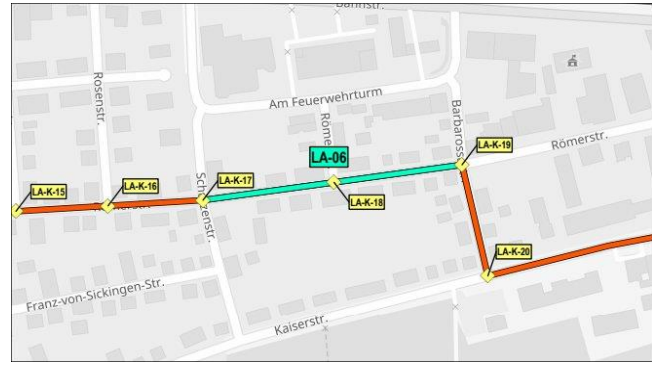 Bahnstr.
Rosenstr.
Am Feuerwehrturm
Barbaross
Röme
LA-06
LA-K-19
Römerstr.
LA-K-15
LA-K-16
LA-K-17
LA-K-18
LA-K-20
Franz-von-Sickingen-Str.
Kaiserstr.